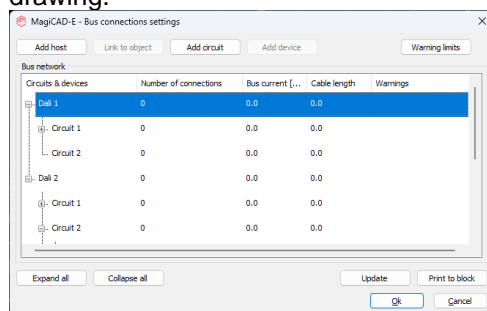 drawing.
MagiCAD-E - Bus connections settings
Add host Link to object Add circuit Add device Warning limits
Bus network
Circuits & devices Number of connections Bus current [... Cable length Warnings
Dali 1 0 0.0 0.0
Circuit 1 0 0.0 0.0
Circuit 2 0 0.0 0.0
Dali 2 0 0.0 0.0
Circuit 1 0 0.0 0.0
Circuit 2 0 0.0 0.0
Expand all Collapse all Update Print to block
Ok Cancel